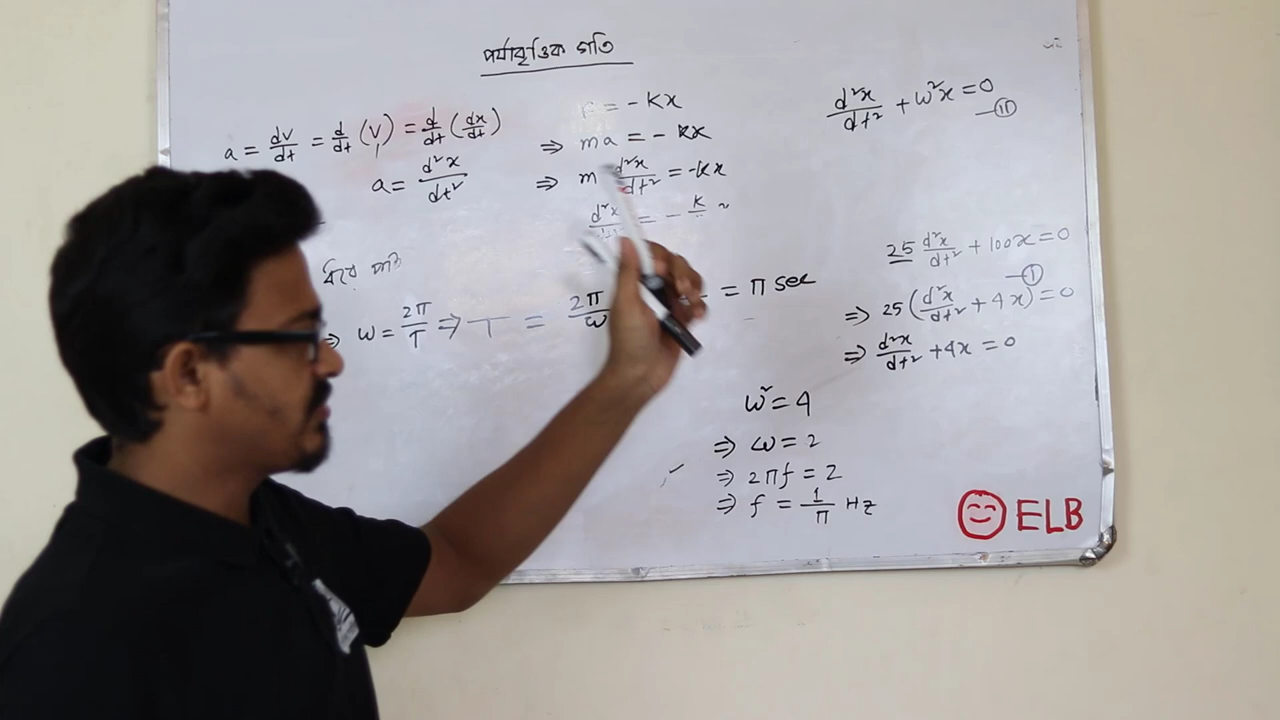 পর্যাবৃত্তিক গতি
a = dv/dt = d/dt (v) = d/dt (dx/dt)
a = d²x/dt²
F = -Kx
⇒ ma = -kx
⇒ m d²x/dt² = -kx
d²x = - K
⇒ ω = 2π/T ⇒ T = 2π/ω = π sec
d²x/dt² + ω²x = 0 —(II)
25 d²x/dt² + 100x = 0 —(I)
⇒ 25 (d²x/dt² + 4x) = 0
⇒ d²x/dt² + 4x = 0
ω² = 4
⇒ ω = 2
⇒ 2πf = 2
⇒ f = 1/π Hz
ELB